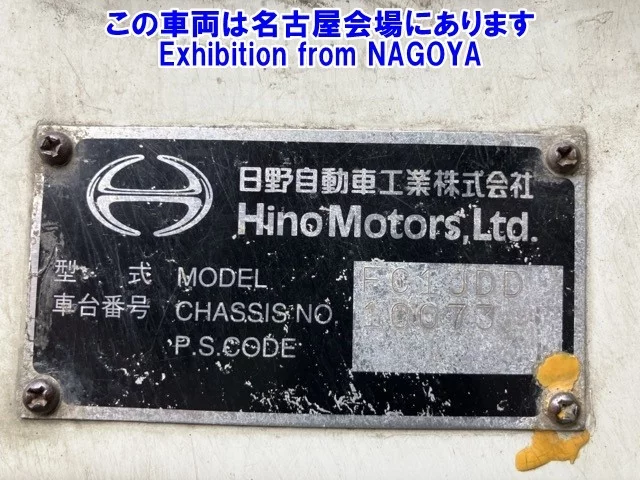 この車両は名古屋会場にあります
Exhibition from NAGOYA
日野自動車工業株式会社
Hino Motors, Ltd.
型 式 MODEL
車台番号 CHASSIS NO
P.S.CODE